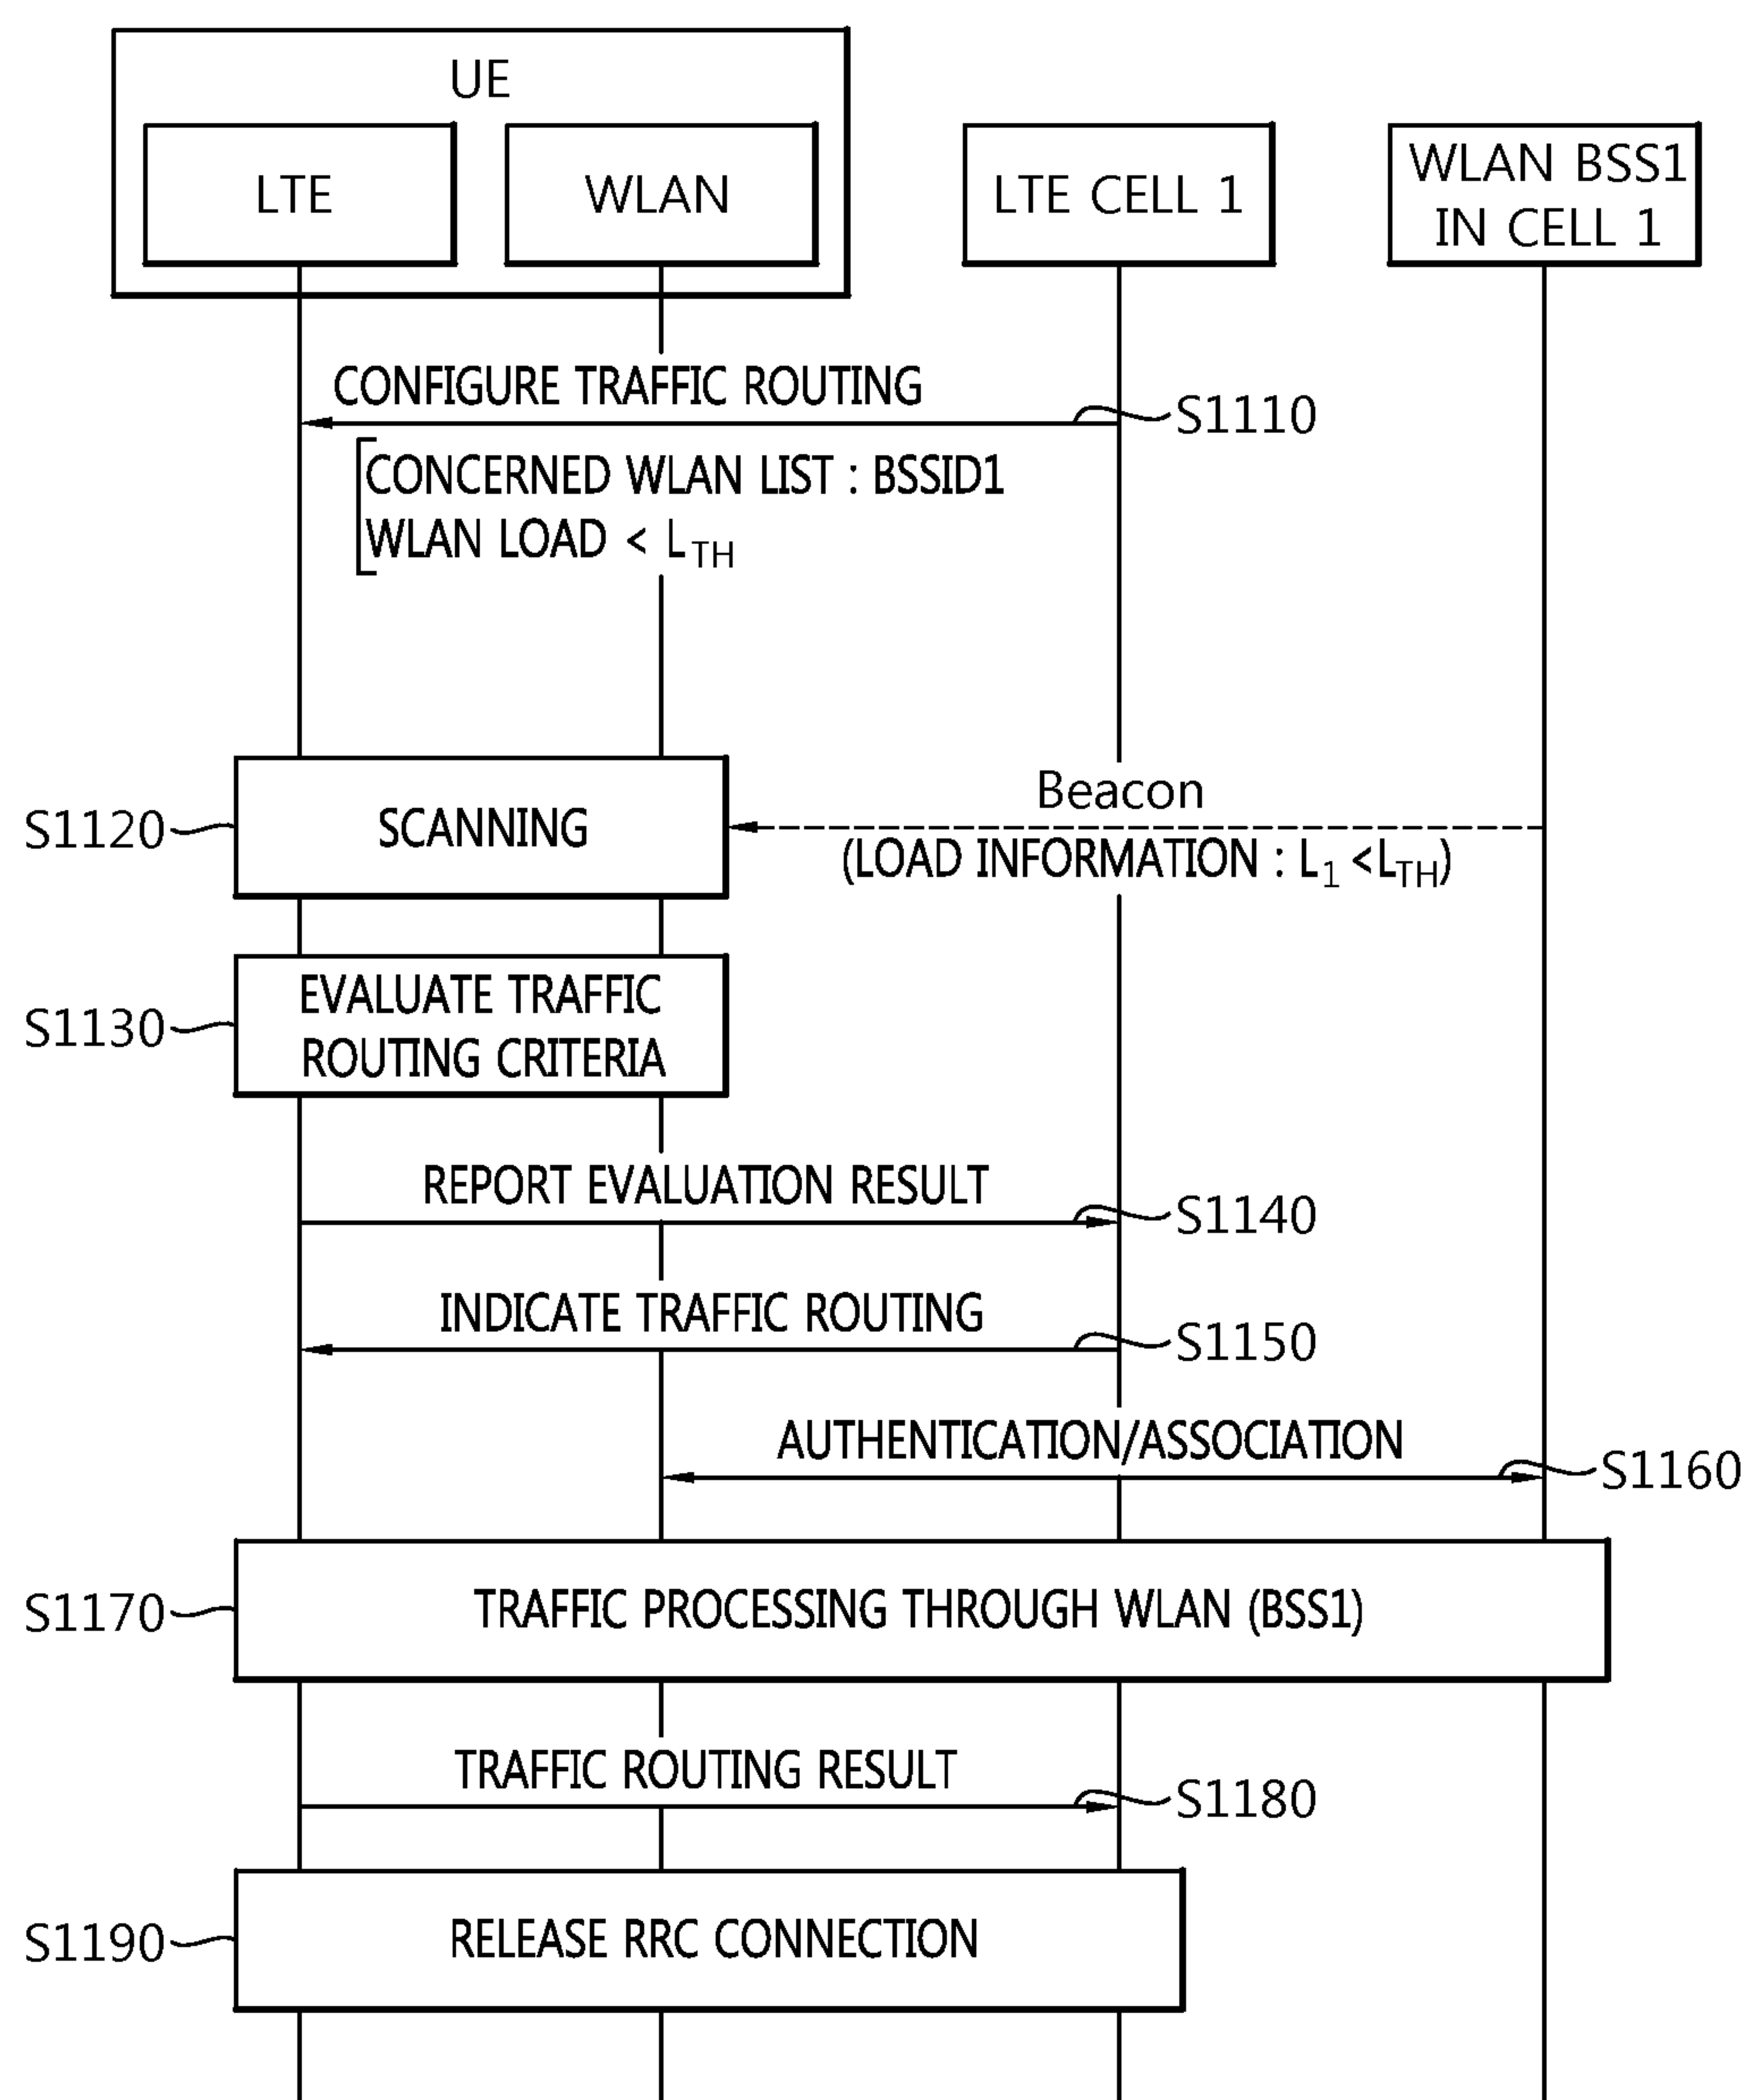 UE
LTE
WLAN
LTE CELL 1
WLAN BSS1
IN CELL 1
CONFIGURE TRAFFIC ROUTING
S1110
CONCERNED WLAN LIST : BSSID1
WLAN LOAD < LTH
Beacon
S1120
SCANNING
(LOAD INFORMATION : L1 <LTH)
EVALUATE TRAFFIC
ROUTING CRITERIA
S1130
REPORT EVALUATION RESULT
S1140
INDICATE TRAFFIC ROUTING
S1150
AUTHENTICATION/ASSOCIATION
S1160
S1170
TRAFFIC PROCESSING THROUGH WLAN (BSS1)
TRAFFIC ROUTING RESULT
S1180
S1190
RELEASE RRC CONNECTION